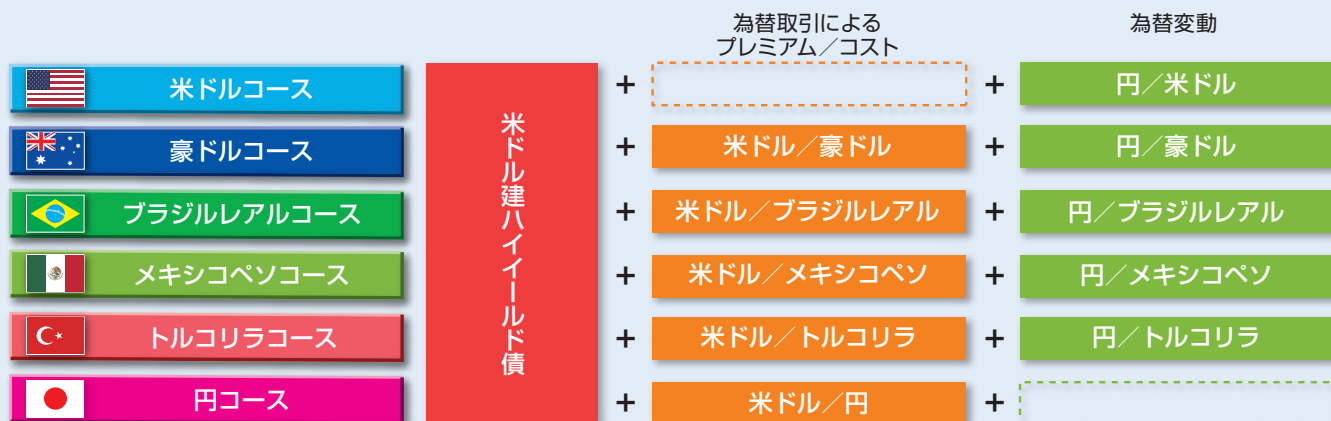 為替取引による
プレミアム／コスト
為替変動
米ドルコース
米ドル建ハイイールド債
+
+
円／米ドル
豪ドルコース
+
米ドル／豪ドル
+
円／豪ドル
ブラジルレアルコース
+
米ドル／ブラジルレアル
+
円／ブラジルレアル
メキシコペソコース
+
米ドル／メキシコペソ
+
円／メキシコペソ
トルコリラコース
+
米ドル／トルコリラ
+
円／トルコリラ
円コース
+
米ドル／円
+